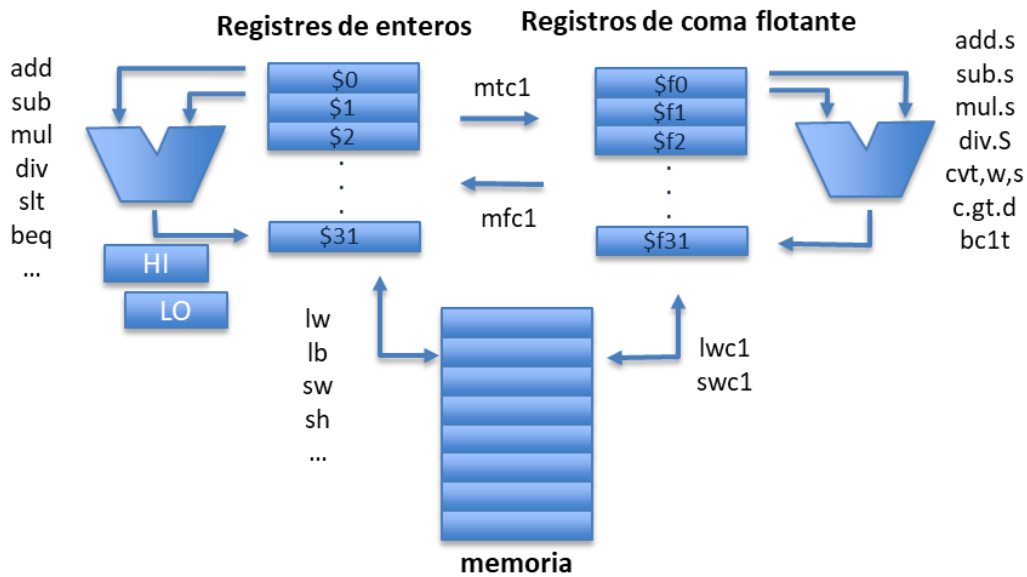 Registres de enteros
Registros de coma flotante
add
sub
mul
div
slt
beq
...
$0
$1
$2
.
.
.
$31
HI
LO
mtc1
mfc1
$f0
$f1
$f2
.
.
.
$f31
add.s
sub.s
mul.s
div.S
cvt,w,s
c.gt.d
bc1t
lw
lb
sw
sh
...
lwc1
swc1
memoria